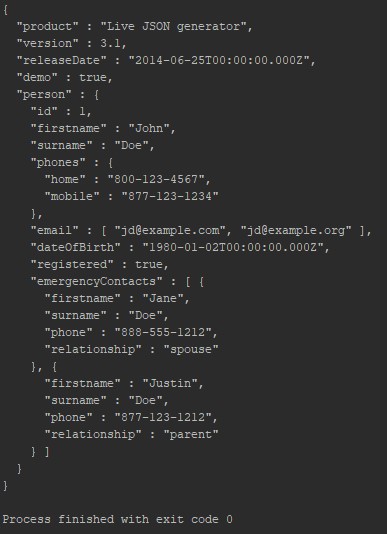 {
  "product" : "Live JSON generator",
  "version" : 3.1,
  "releaseDate" : "2014-06-25T00:00:00.000Z",
  "demo" : true,
  "person" : {
    "id" : 1,
    "firstname" : "John",
    "surname" : "Doe",
    "phones" : {
      "home" : "800-123-4567",
      "mobile" : "877-123-1234"
    },
    "email" : [ "jd@example.com", "jd@example.org" ],
    "dateOfBirth" : "1980-01-02T00:00:00.000Z",
    "registered" : true,
    "emergencyContacts" : [ {
      "firstname" : "Jane",
      "surname" : "Doe",
      "phone" : "888-555-1212",
      "relationship" : "spouse"
    }, {
      "firstname" : "Justin",
      "surname" : "Doe",
      "phone" : "877-123-1212",
      "relationship" : "parent"
    } ]
  }
}

Process finished with exit code 0